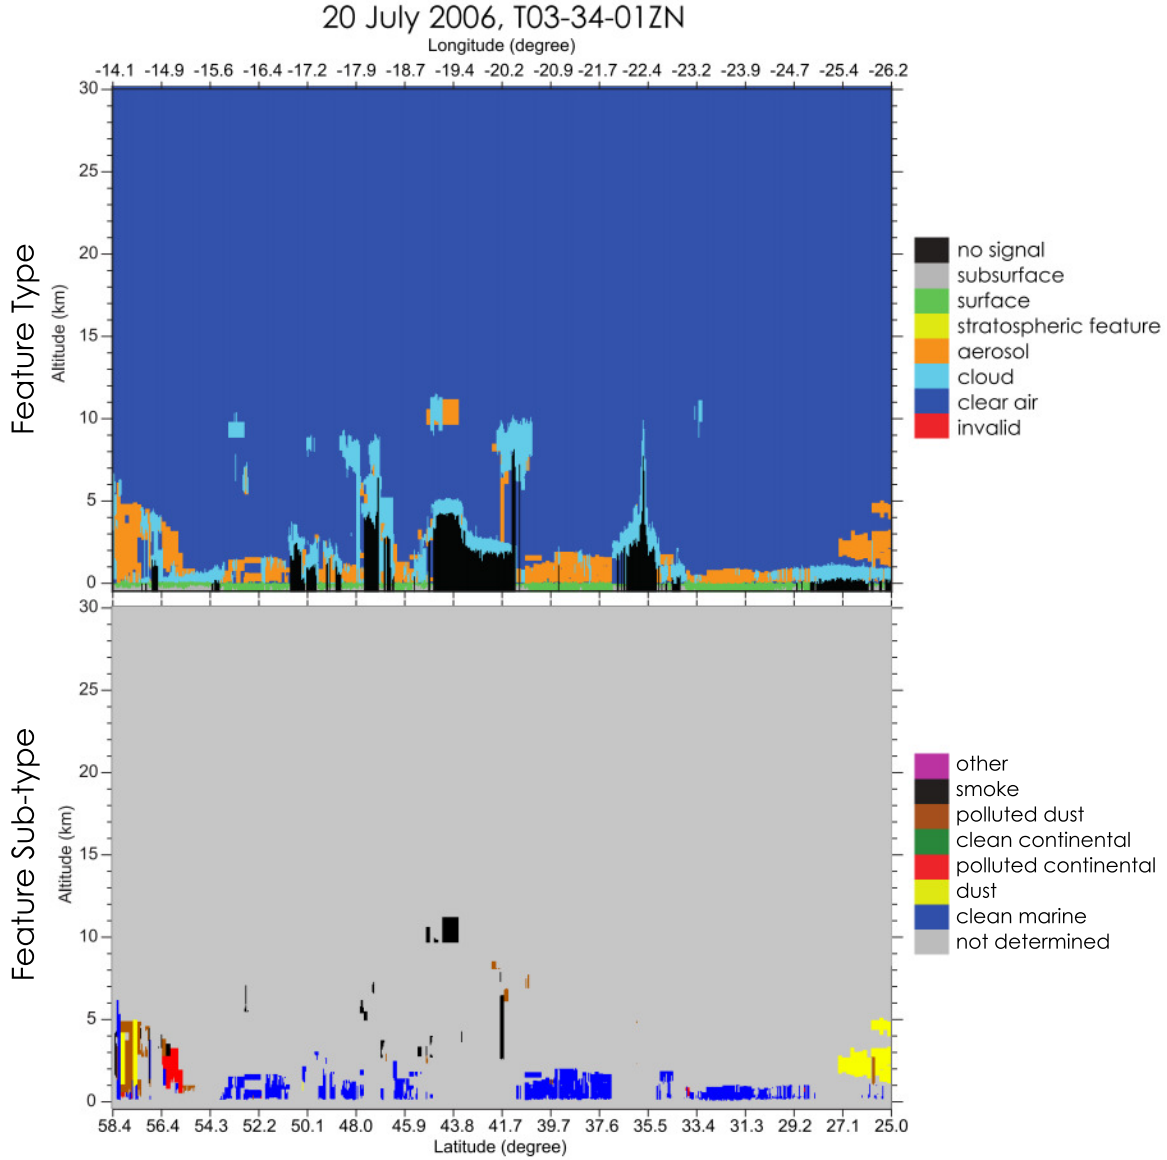 20 July 2006, T03-34-01ZN
Longitude (degree)
-14.1 -14.9 -15.6 -16.4 -17.2 -17.9 -18.7 -19.4 -20.2 -20.9 -21.7 -22.4 -23.2 -23.9 -24.7 -25.4 -26.2
Feature Type
Altitude (km)
30
25
20
15
10
5
0
no signal
subsurface
surface
stratospheric feature
aerosol
cloud
clear air
invalid
Feature Sub-type
Altitude (km)
30
25
20
15
10
5
0
other
smoke
polluted dust
clean continental
polluted continental
dust
clean marine
not determined
58.4 56.4 54.3 52.2 50.1 48.0 45.9 43.8 41.7 39.7 37.6 35.5 33.4 31.3 29.2 27.1 25.0
Latitude (degree)